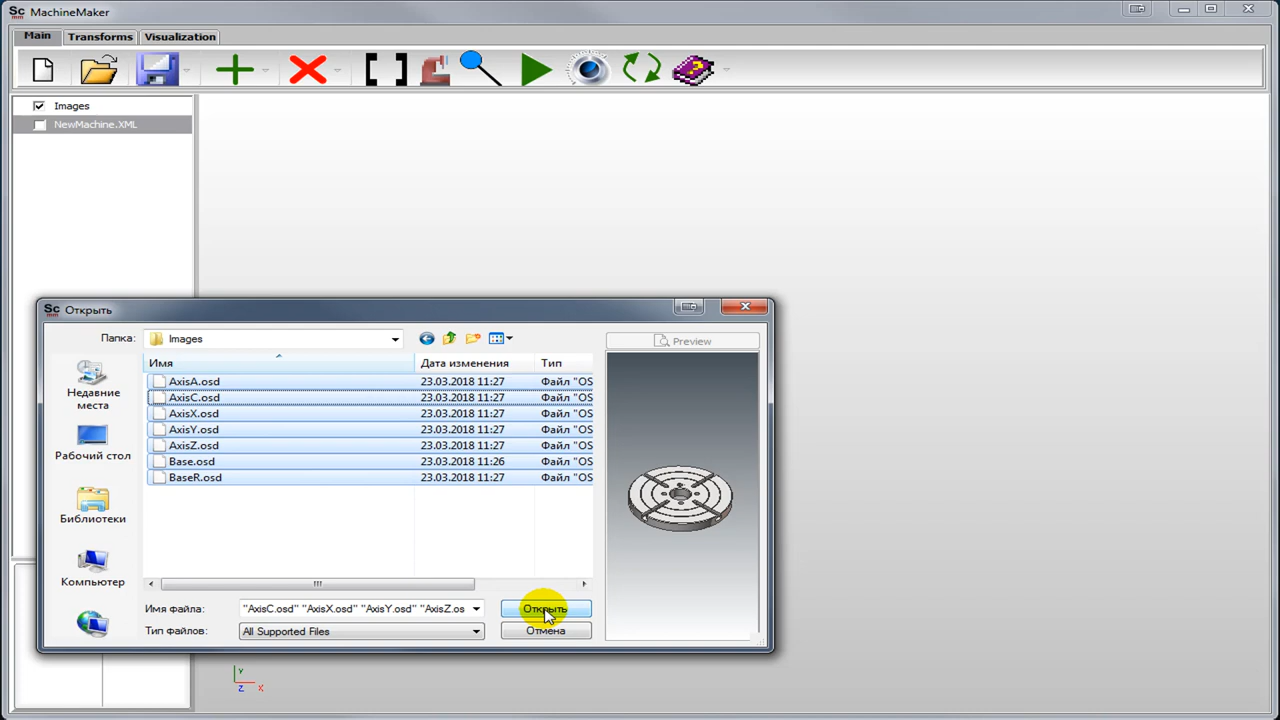 Sc mm MachineMaker
Main Transforms Visualization
Images
NewMachine.XML
Sc mm Открыть
Папка: Images
Preview
Имя Дата изменения Тип
AxisA.osd 23.03.2018 11:27 Файл "OS
AxisC.osd 23.03.2018 11:27 Файл "OS
AxisX.osd 23.03.2018 11:27 Файл "OS
AxisY.osd 23.03.2018 11:27 Файл "OS
AxisZ.osd 23.03.2018 11:27 Файл "OS
Base.osd 23.03.2018 11:26 Файл "OS
BaseR.osd 23.03.2018 11:27 Файл "OS
Недавние
места
Рабочий стол
Библиотеки
Компьютер
Имя файла: "AxisC.osd" "AxisX.osd" "AxisY.osd" "AxisZ.os Открыть
Тип файлов: All Supported Files Отмена
Y
Z X